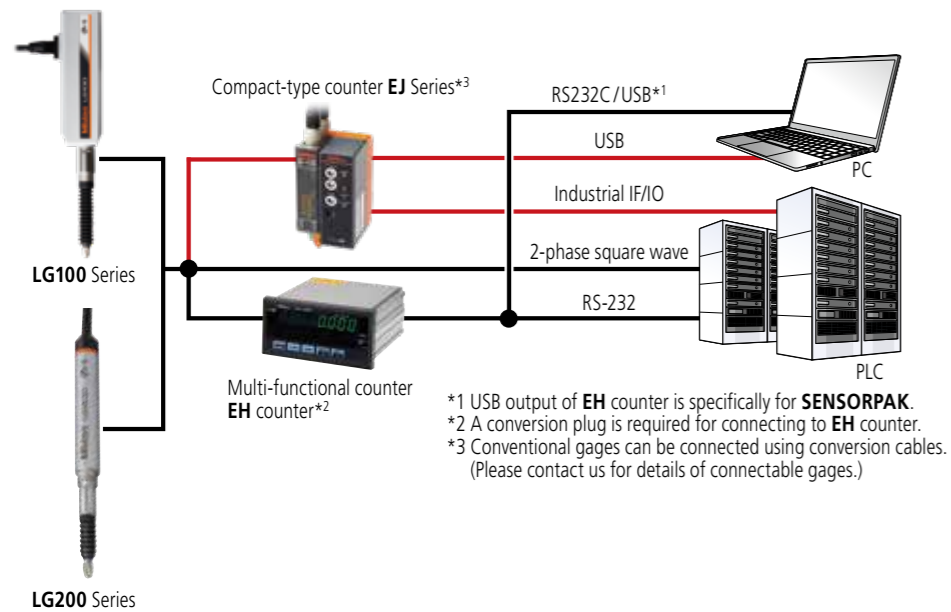 Compact-type counter EJ Series*3
RS232C/USB*1
USB
PC
Industrial IF/IO
LG100 Series
2-phase square wave
RS-232
0.000
PLC
Multi-functional counter
EH counter*2
*1 USB output of EH counter is specifically for SENSORPAK.
*2 A conversion plug is required for connecting to EH counter.
*3 Conventional gages can be connected using conversion cables.
(Please contact us for details of connectable gages.)
LG200 Series